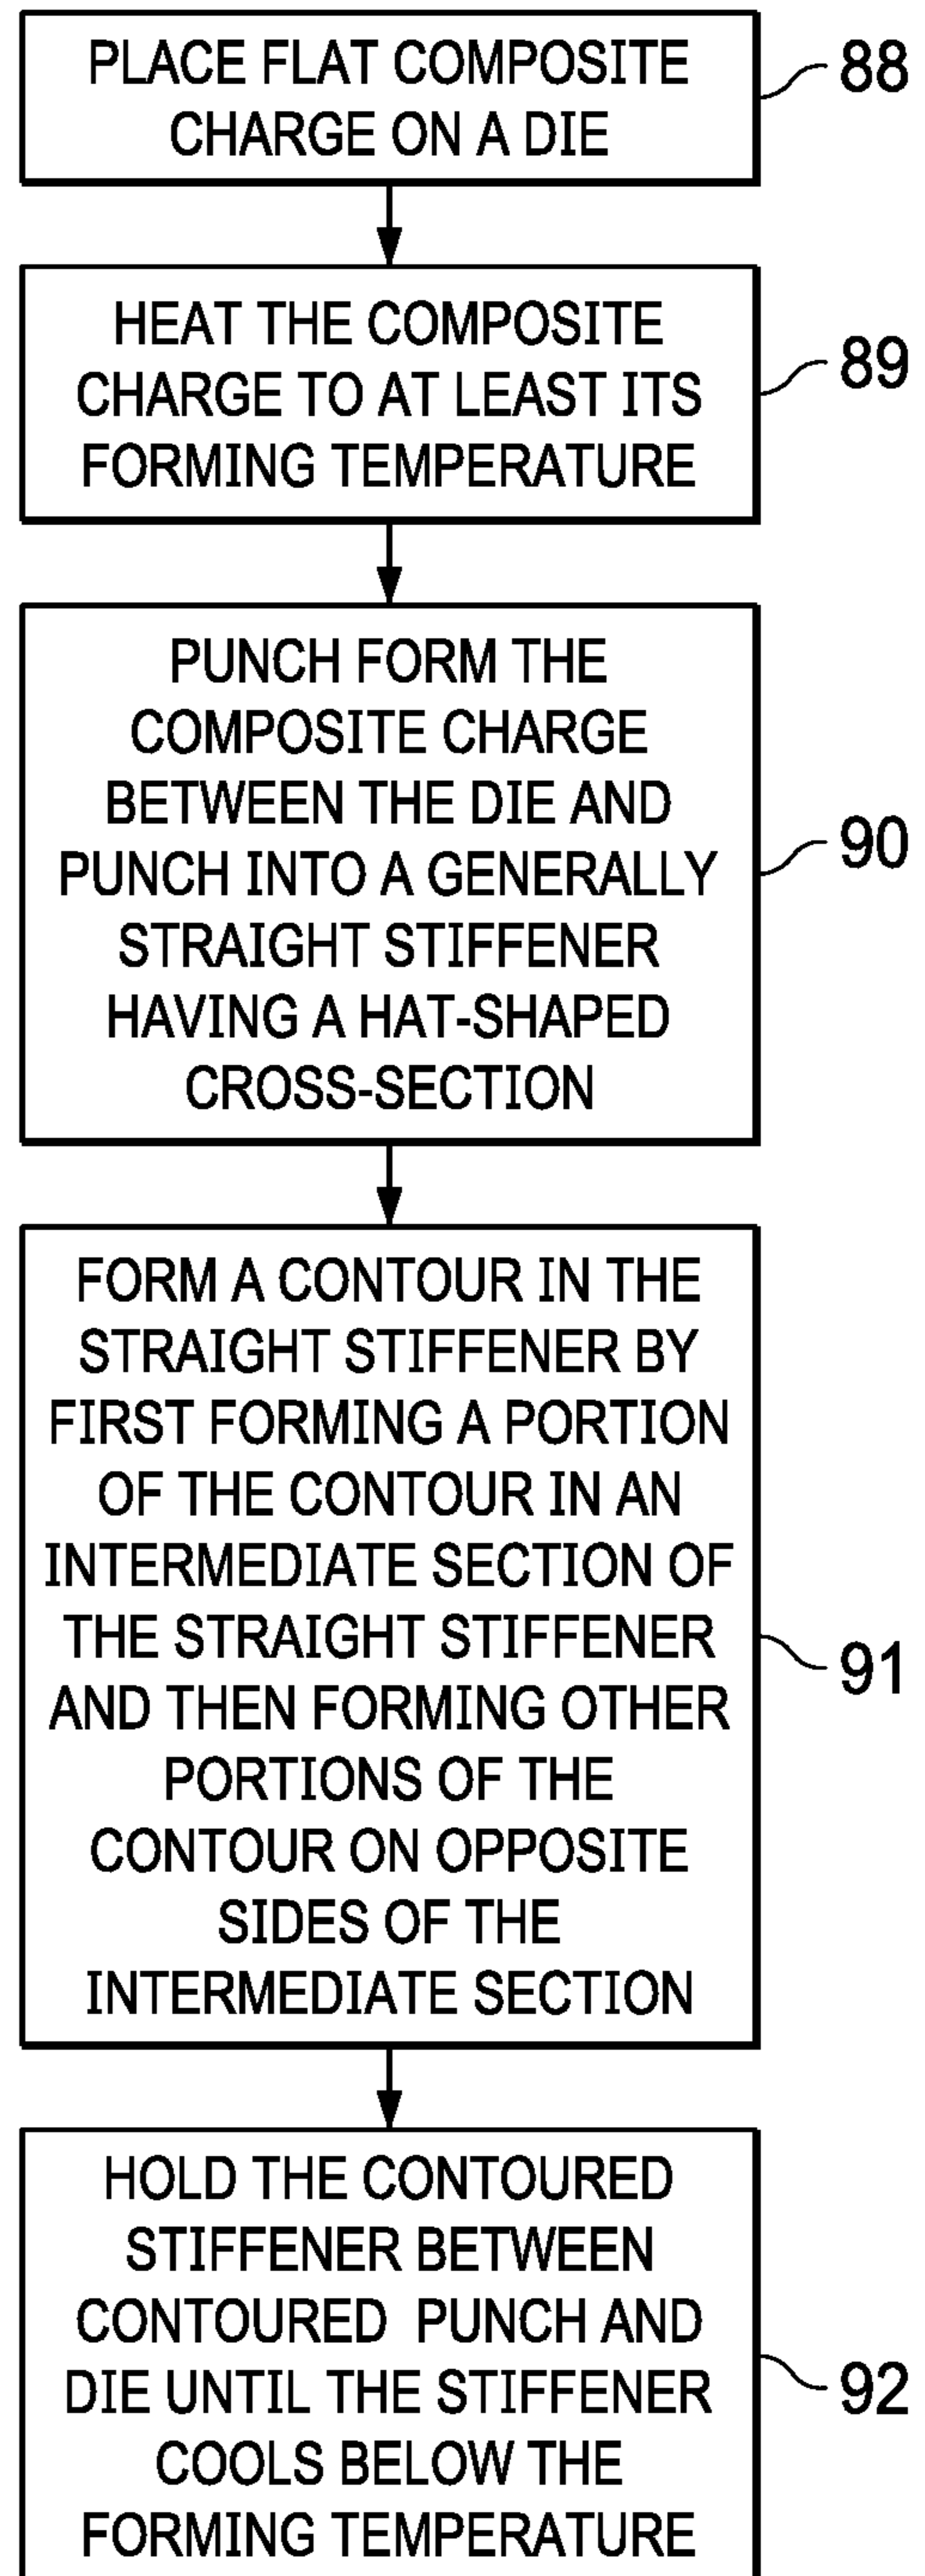 PLACE FLAT COMPOSITE
CHARGE ON A DIE
88
HEAT THE COMPOSITE
CHARGE TO AT LEAST ITS
FORMING TEMPERATURE
89
PUNCH FORM THE
COMPOSITE CHARGE
BETWEEN THE DIE AND
PUNCH INTO A GENERALLY
STRAIGHT STIFFENER
HAVING A HAT-SHAPED
CROSS-SECTION
90
FORM A CONTOUR IN THE
STRAIGHT STIFFENER BY
FIRST FORMING A PORTION
OF THE CONTOUR IN AN
INTERMEDIATE SECTION OF
THE STRAIGHT STIFFENER
AND THEN FORMING OTHER
PORTIONS OF THE
CONTOUR ON OPPOSITE
SIDES OF THE
INTERMEDIATE SECTION
91
HOLD THE CONTOURED
STIFFENER BETWEEN
CONTOURED PUNCH AND
DIE UNTIL THE STIFFENER
COOLS BELOW THE
FORMING TEMPERATURE
92